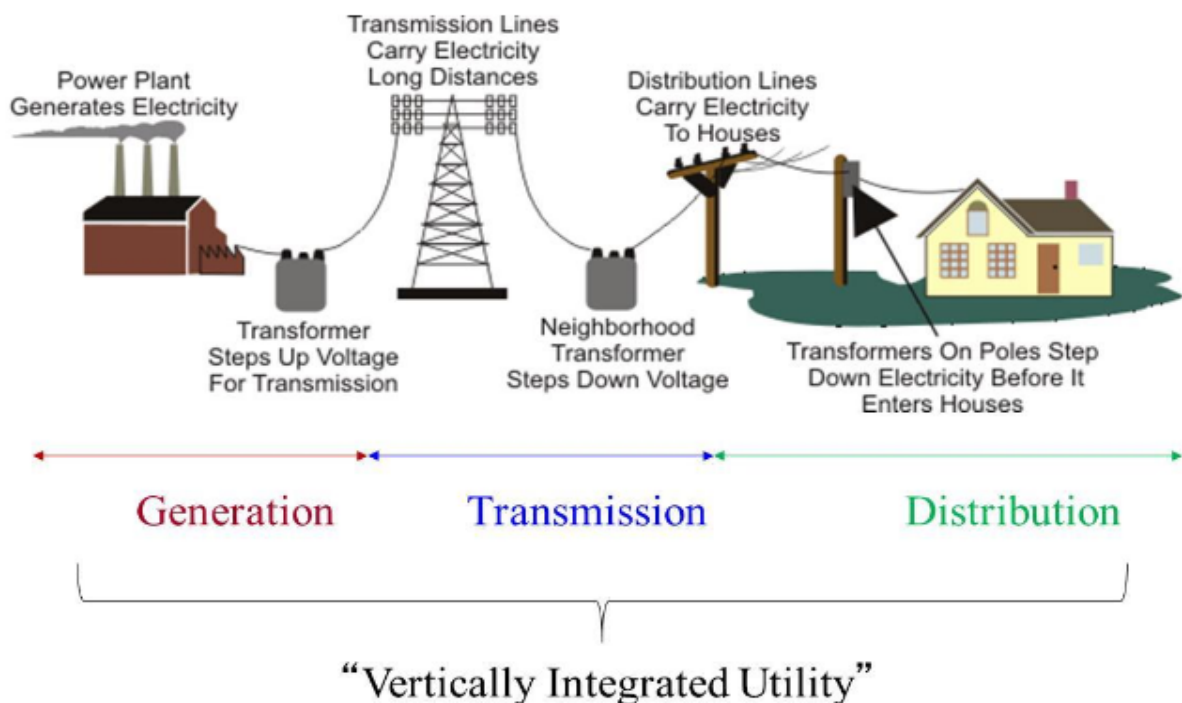 Power Plant
Generates Electricity
Transmission Lines
Carry Electricity
Long Distances
Distribution Lines
Carry Electricity
To Houses
Transformer
Steps Up Voltage
For Transmission
Neighborhood
Transformer
Steps Down Voltage
Transformers On Poles Step
Down Electricity Before It
Enters Houses
Generation
Transmission
Distribution
“Vertically Integrated Utility”